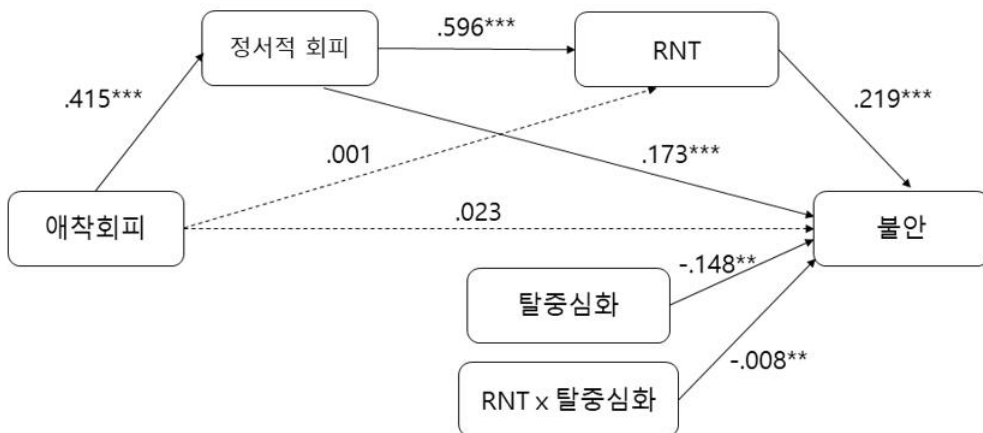 .596***
정서적 회피
RNT
.415***
.219***
.001
.173***
애착회피
.023
불안
-.148**
탈중심화
-.008**
RNT x 탈중심화